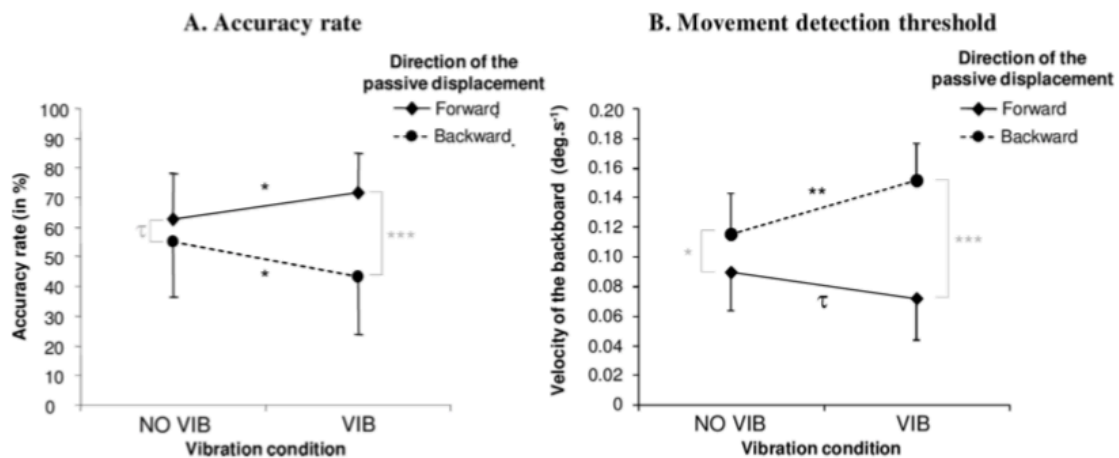 A. Accuracy rate
Direction of the
passive displacement
Forward
Backward
100
90
80
70
60
50
40
30
20
10
0
Accuracy rate (in %)
*
τ
***
*
NO VIB
VIB
Vibration condition
B. Movement detection threshold
Direction of the
passive displacement
Forward
Backward
0.20
0.18
0.16
0.14
0.12
0.10
0.08
0.06
0.04
0.02
0
Velocity of the backboard (deg.s⁻¹)
**
*
***
τ
NO VIB
VIB
Vibration condition